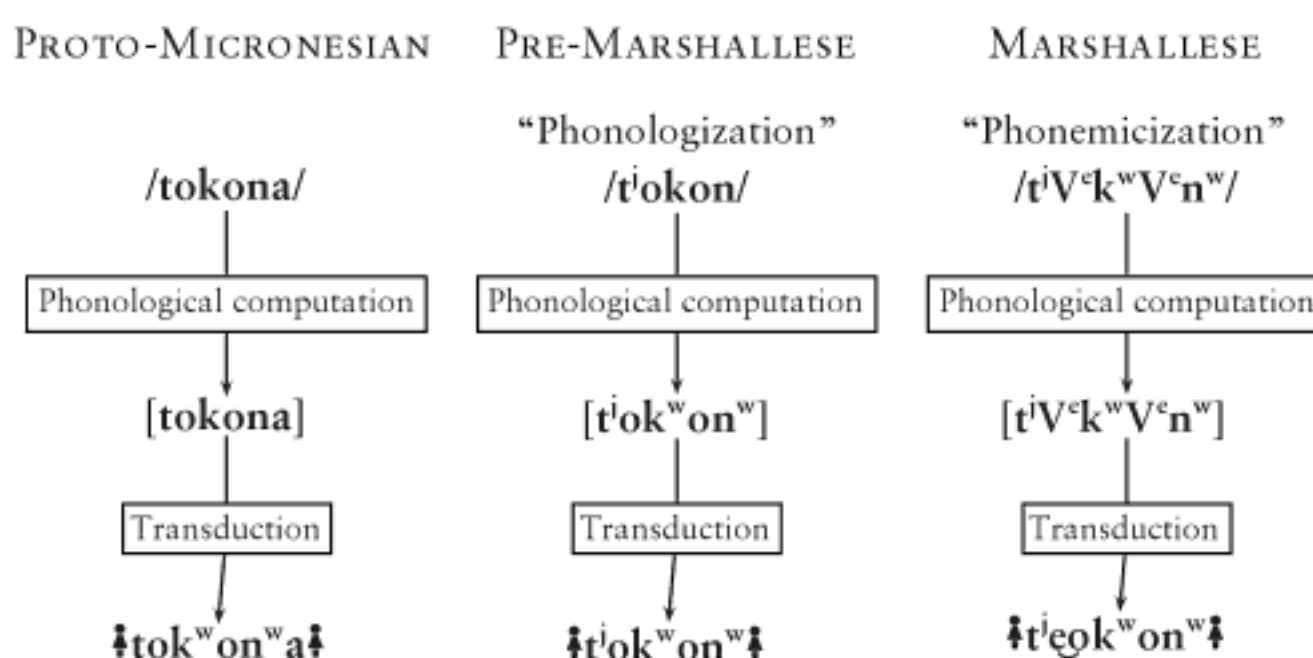 PROTO-MICRONESIAN PRE-MARSHALLESE MARSHALLESE
“Phonologization” “Phonemicization”
/tokona/ /tʲokon/ /tʲVᵉkʷVᵉnʷ/
Phonological computation Phonological computation Phonological computation
[tokona] [tʲokʷonʷ] [tʲVᵉkʷVᵉnʷ]
Transduction Transduction Transduction
tokʷonʷa tʲokʷonʷ tʲe͜okʷonʷ